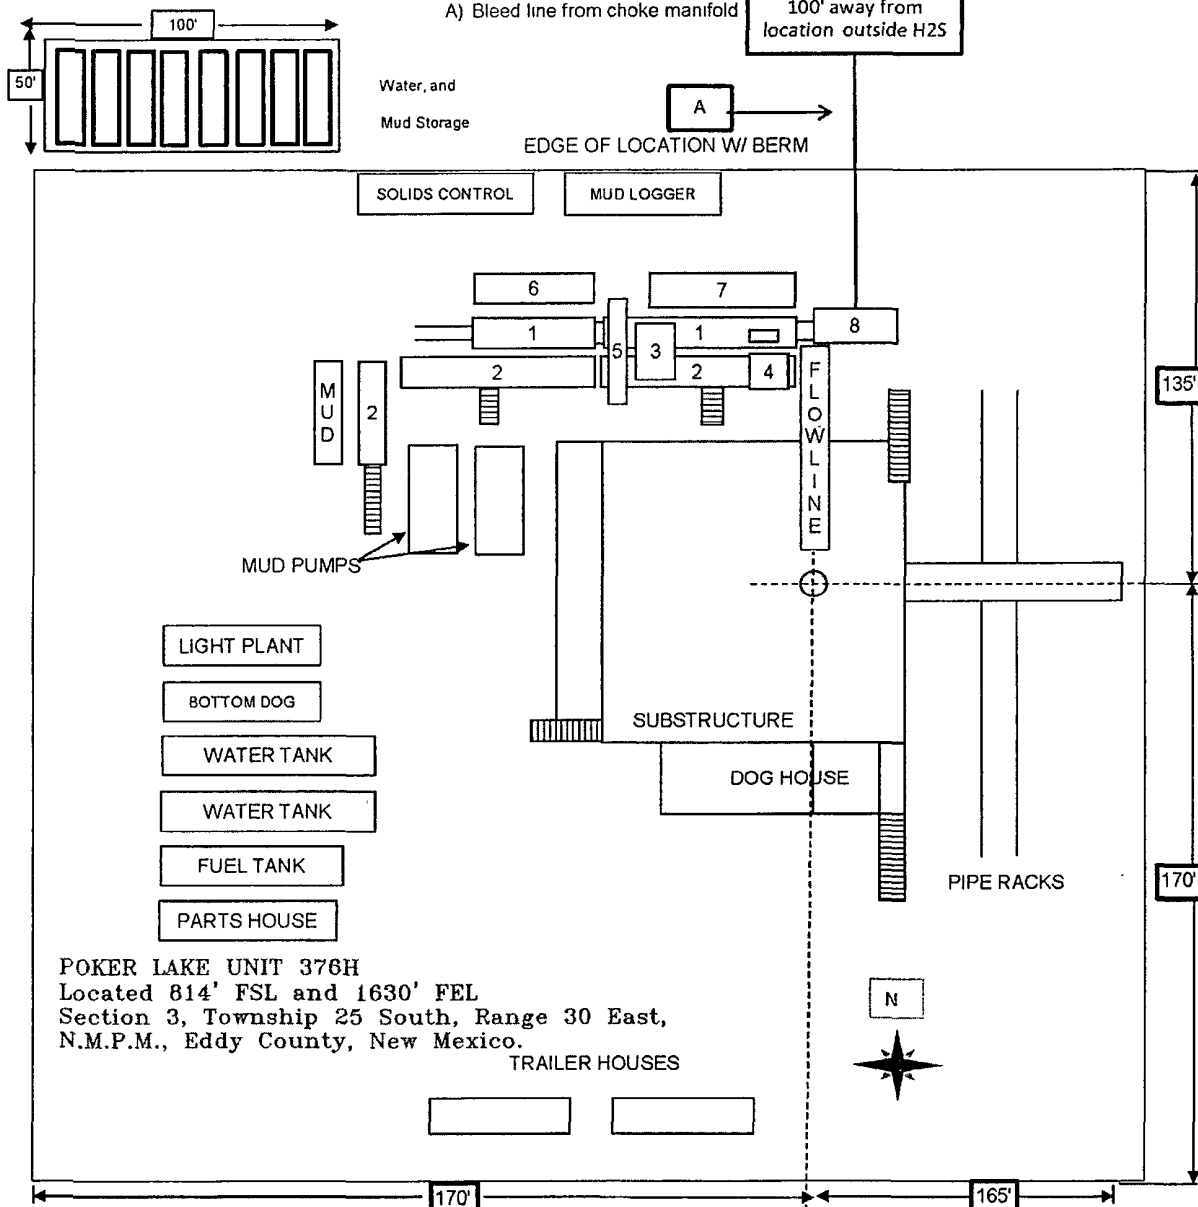 A) Bleed line from choke manifold
100' away from
location outside H2S
100'
50'
Water, and
Mud Storage
A
EDGE OF LOCATION W/ BERM
SOLIDS CONTROL
MUD LOGGER
6
7
1
1
8
5
3
2
2
4
MUD
2
FLOWLINE
135'
MUD PUMPS
LIGHT PLANT
BOTTOM DOG
SUBSTRUCTURE
WATER TANK
DOG HOUSE
WATER TANK
FUEL TANK
PIPE RACKS
170'
PARTS HOUSE
POKER LAKE UNIT 376H
Located 814' FSL and 1630' FEL
Section 3, Township 25 South, Range 30 East,
N.M.P.M., Eddy County, New Mexico.
N
TRAILER HOUSES
170'
165'